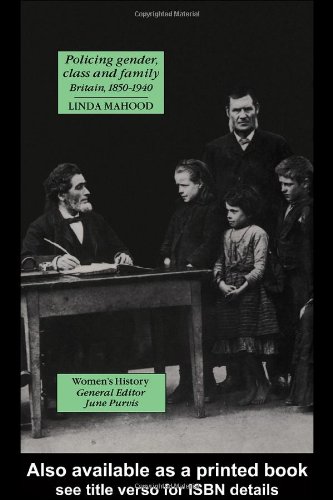 Policing gender,
class and family
Britain, 1850–1940
LINDA MAHOOD
Women's History
General Editor
June Purvis
Also available as a printed book
see title verso for ISBN details